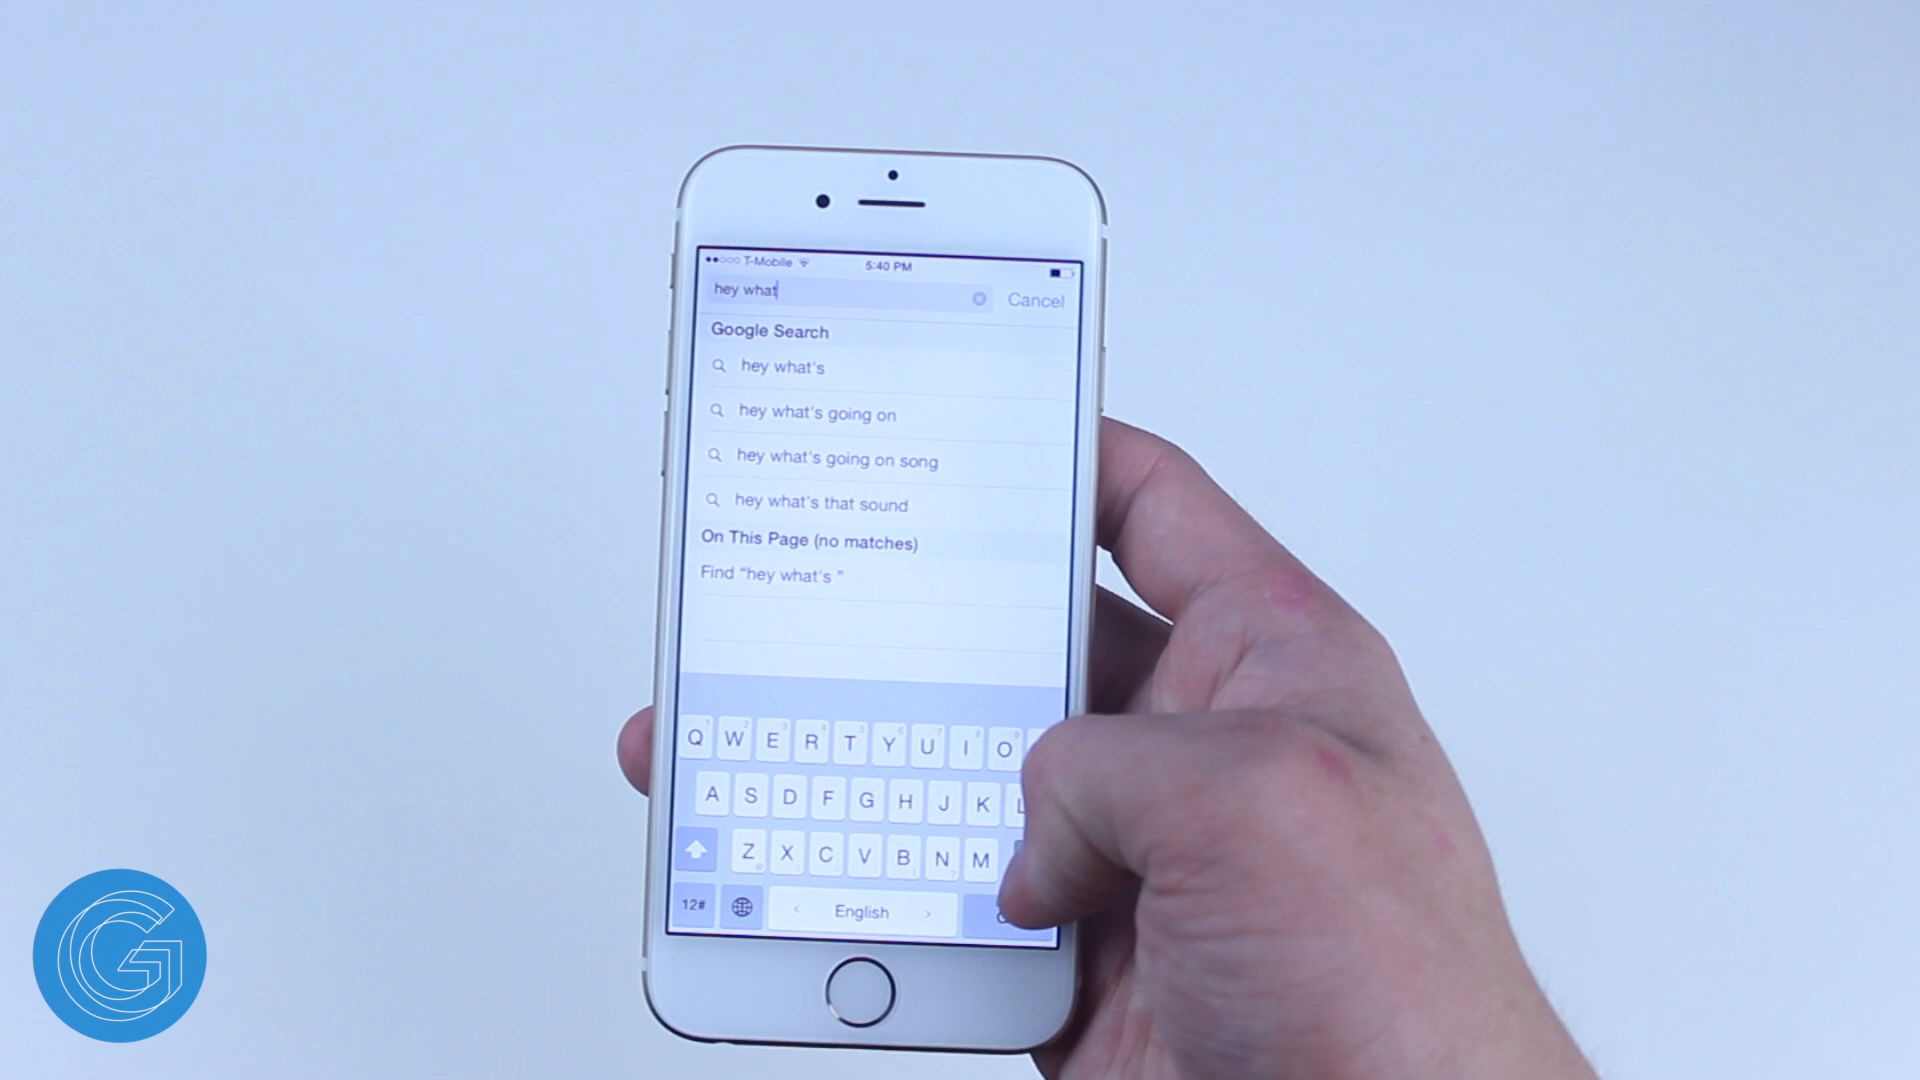 T-Mobile 5:40 PM
hey what Cancel
Google Search
hey what's
hey what's going on
hey what's going on song
hey what's that sound
On This Page (no matches)
Find “hey what's ”
Q W E R T Y U I O
A S D F G H J K L
Z X C V B N M
12# < English >